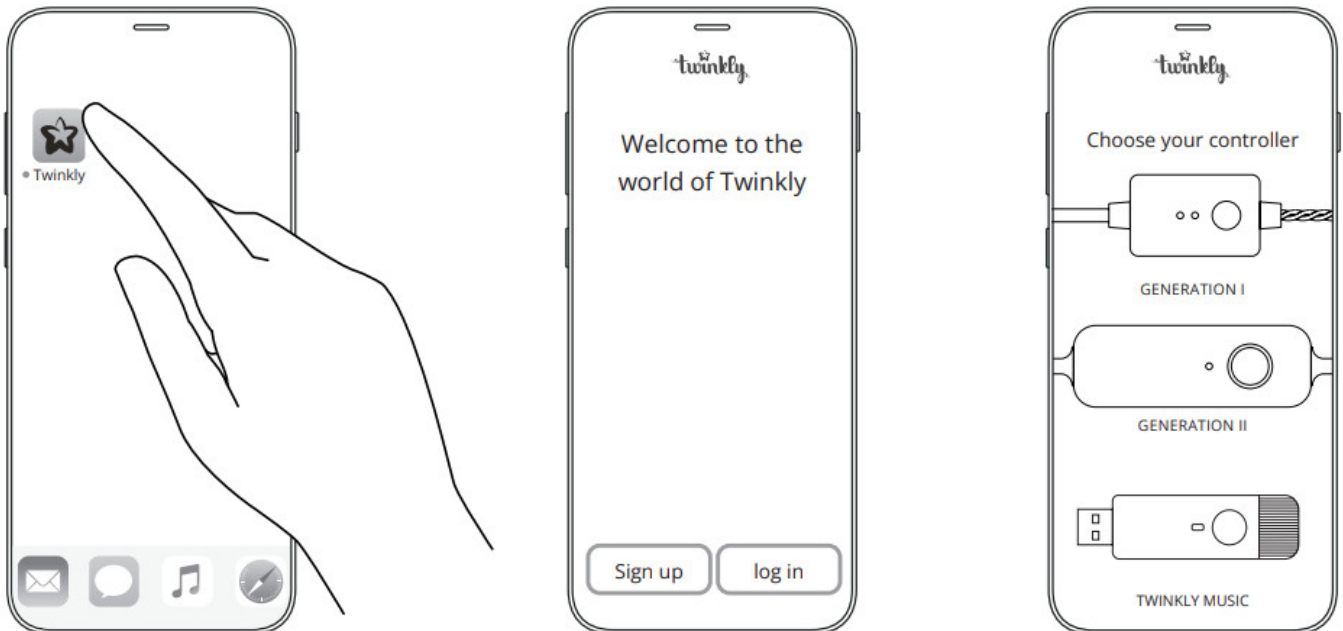 Twinkly
twinkly
Welcome to the
world of Twinkly
Sign up
log in
twinkly
Choose your controller
GENERATION I
GENERATION II
TWINKLY MUSIC